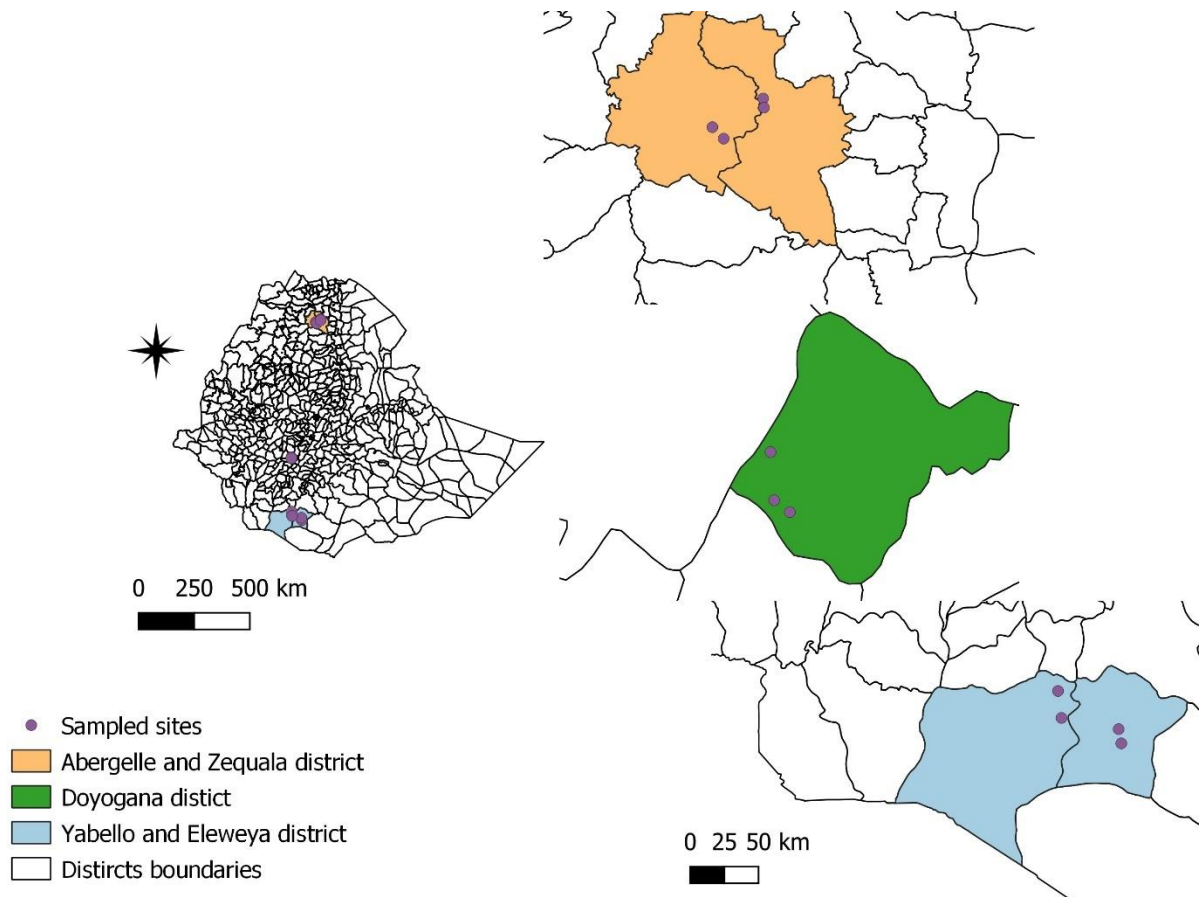 0 250 500 km
Sampled sites
Abergelle and Zequala district
Doyogana distict
Yabello and Eleweya district
Distircts boundaries
0 25 50 km